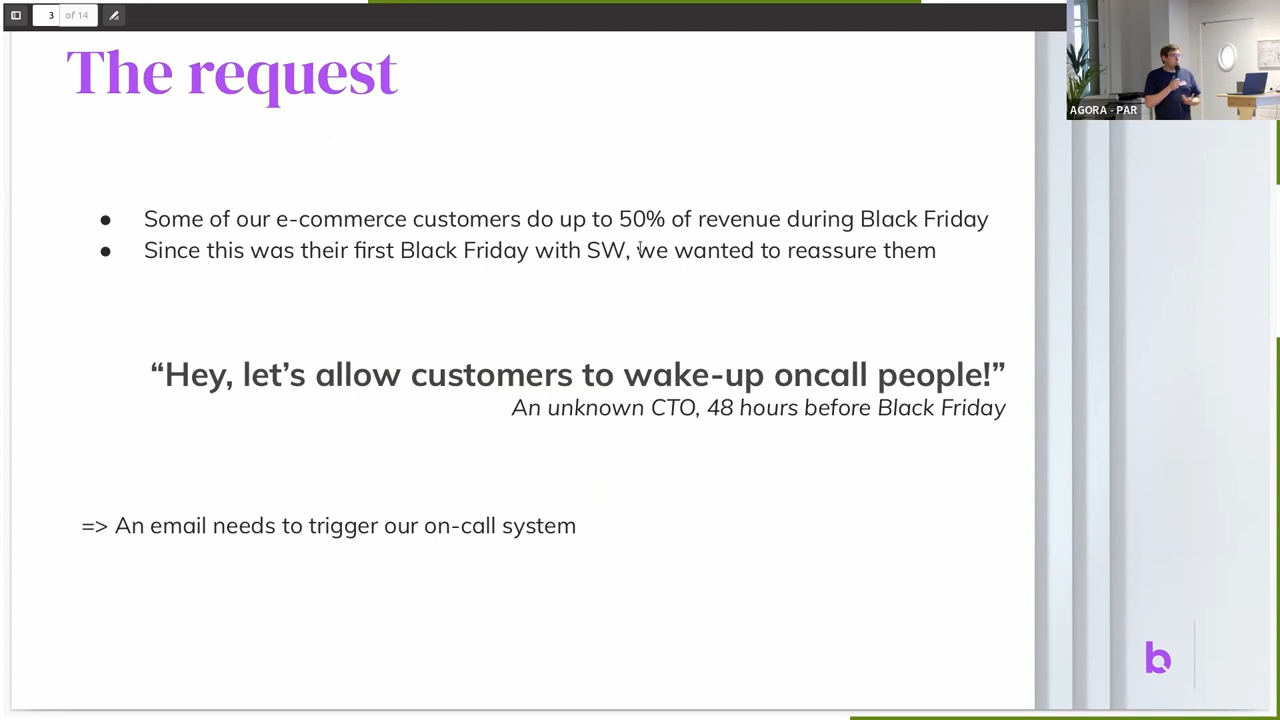 3 of 14
AGORA - PAR
The request
● Some of our e-commerce customers do up to 50% of revenue during Black Friday
● Since this was their first Black Friday with SW, we wanted to reassure them
“Hey, let’s allow customers to wake-up oncall people!”
An unknown CTO, 48 hours before Black Friday
=> An email needs to trigger our on-call system
b